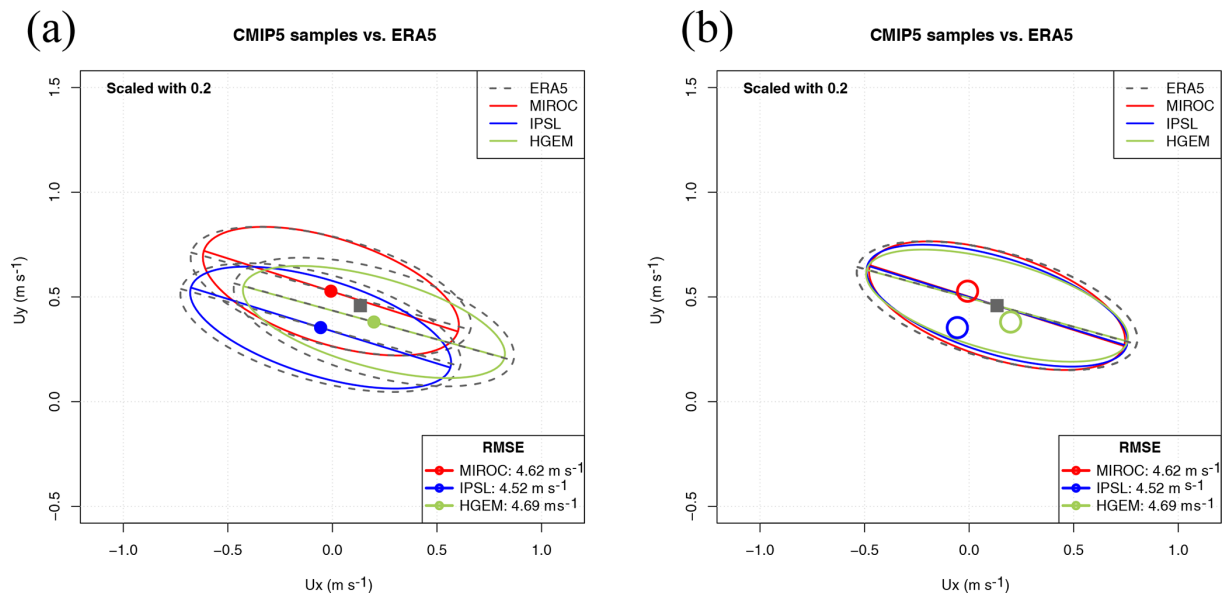 (a)
CMIP5 samples vs. ERA5
Scaled with 0.2
ERA5
MIROC
IPSL
HGEM
Uy (m s⁻¹)
1.5
1.0
0.5
0.0
−0.5
RMSE
MIROC: 4.62 m s⁻¹
IPSL: 4.52 m s⁻¹
HGEM: 4.69 ms⁻¹
−1.0 −0.5 0.0 0.5 1.0
Ux (m s⁻¹)
(b)
CMIP5 samples vs. ERA5
Scaled with 0.2
ERA5
MIROC
IPSL
HGEM
Uy (m s⁻¹)
1.5
1.0
0.5
0.0
−0.5
RMSE
MIROC: 4.62 m s⁻¹
IPSL: 4.52 m s⁻¹
HGEM: 4.69 ms⁻¹
−1.0 −0.5 0.0 0.5 1.0
Ux (m s⁻¹)